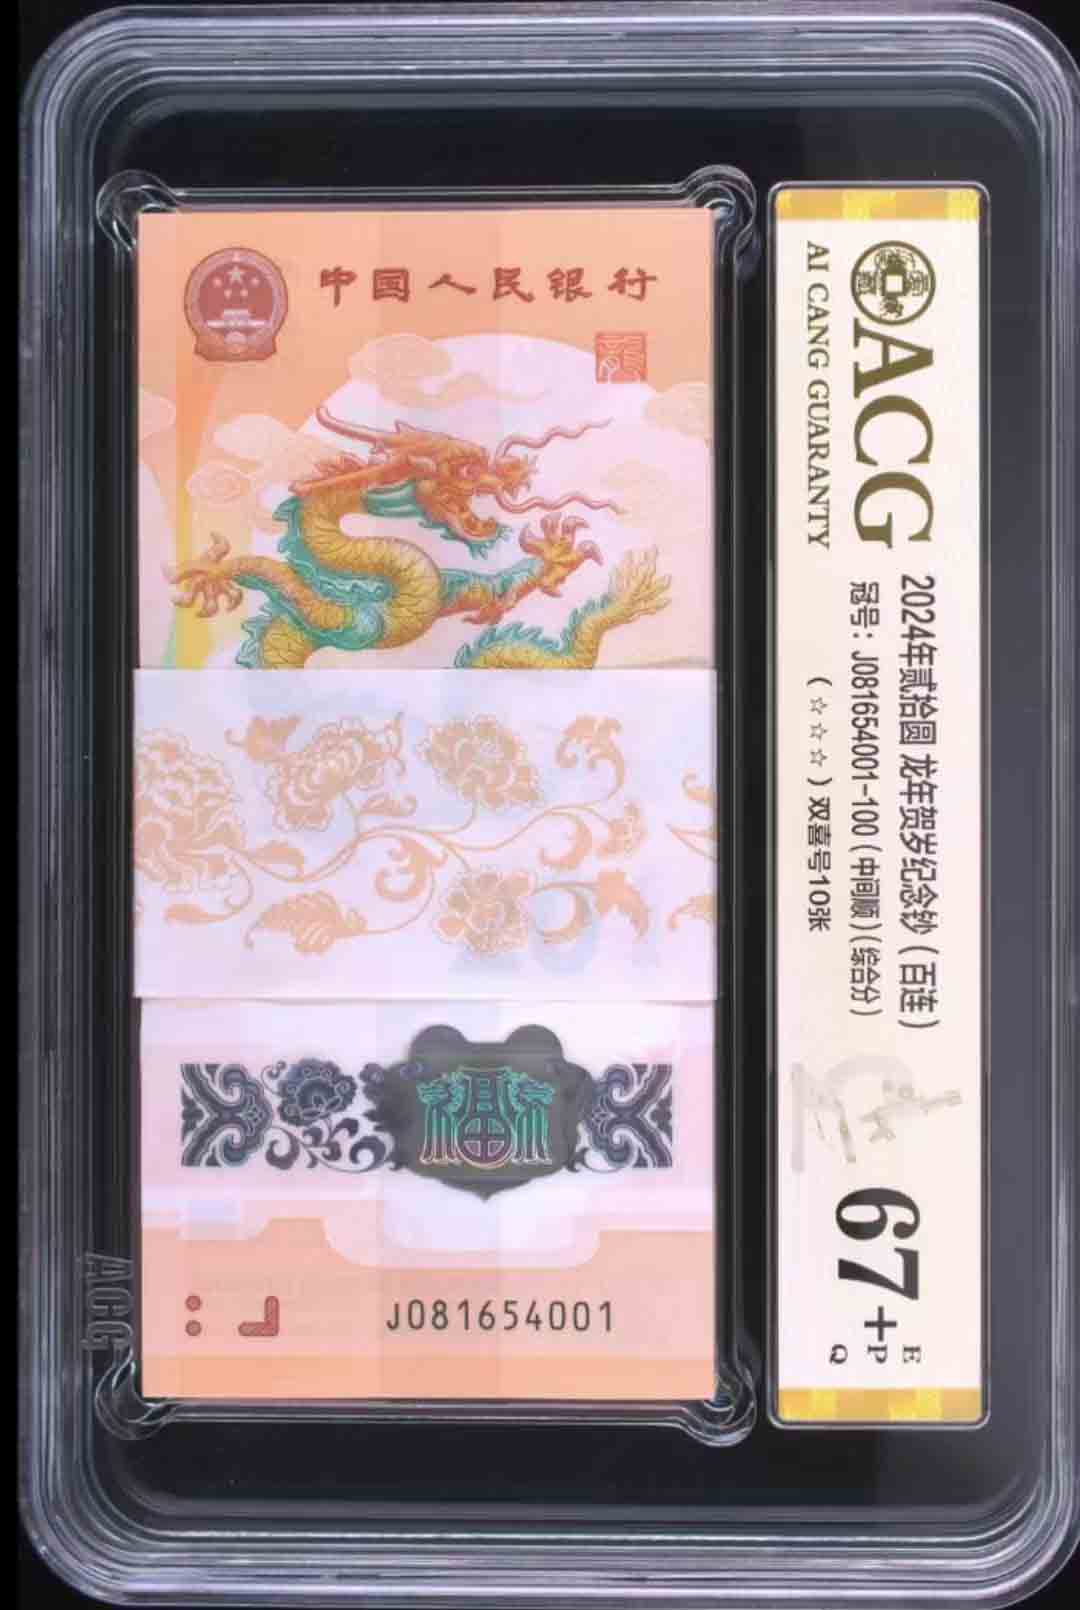 中国人民银行
福
J081654001
ACG
AI CANG GUARANTY
2024年贰拾圆 龙年贺岁纪念钞（百连）
冠号：J081654001-100（中间顺）（综合分）
（☆☆☆）双喜号10张
67+
E
P
Q
ACG